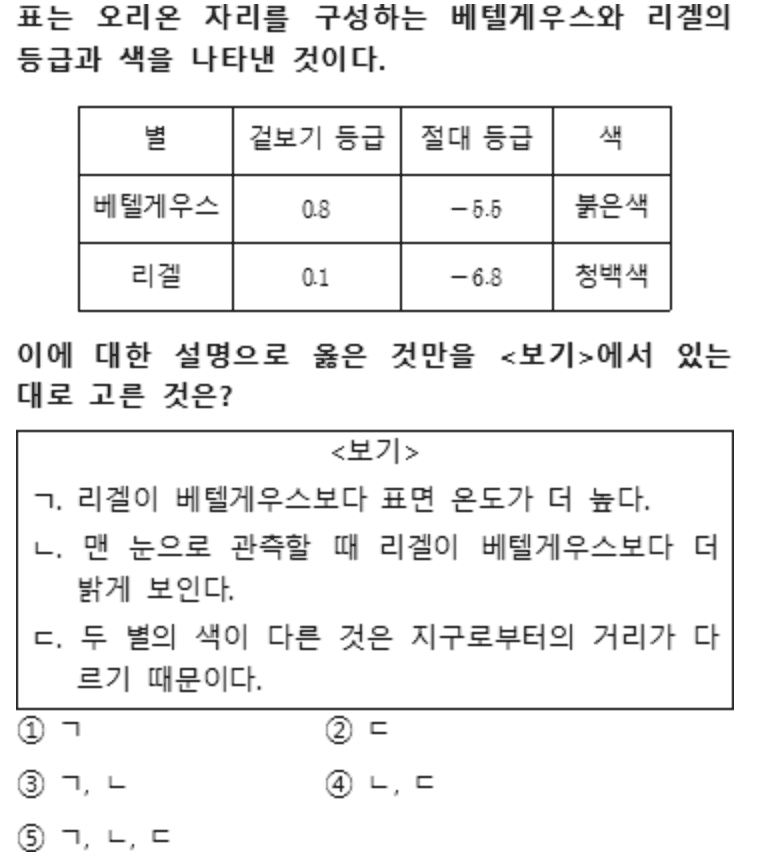 표는 오리온 자리를 구성하는 베텔게우스와 리겔의
등급과 색을 나타낸 것이다.
별 겉보기 등급 절대 등급 색
베텔게우스 0.8 -5.5 붉은색
리겔 0.1 -6.8 청백색
이에 대한 설명으로 옳은 것만을 <보기>에서 있는
대로 고른 것은?
<보기>
ㄱ. 리겔이 베텔게우스보다 표면 온도가 더 높다.
ㄴ. 맨 눈으로 관측할 때 리겔이 베텔게우스보다 더
밝게 보인다.
ㄷ. 두 별의 색이 다른 것은 지구로부터의 거리가 다
르기 때문이다.
① ㄱ ② ㄷ
③ ㄱ, ㄴ ④ ㄴ, ㄷ
⑤ ㄱ, ㄴ, ㄷ